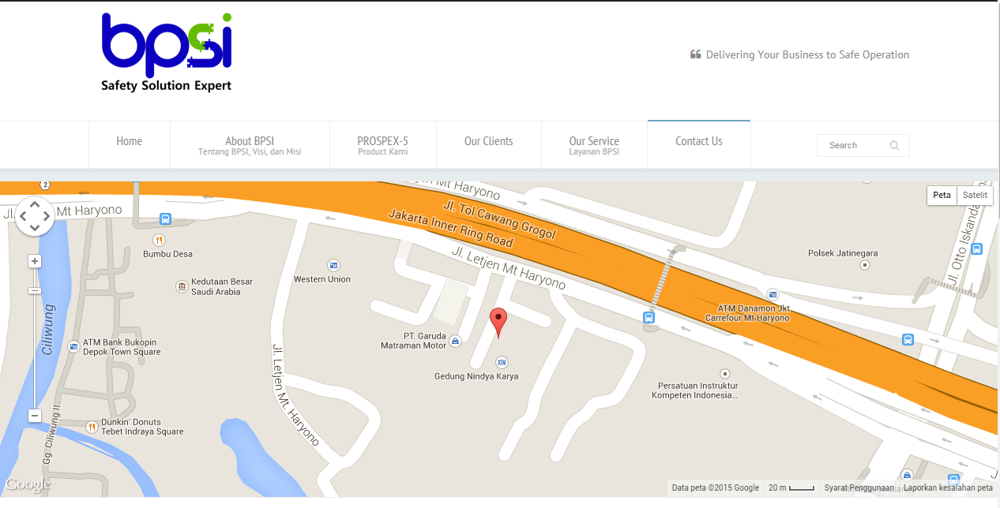 bpsi
Safety Solution Expert
Delivering Your Business to Safe Operation
Home
About BPSI
Tentang BPSI, Visi, dan Misi
PROSPEX-5
Product Kami
Our Clients
Our Service
Layanan BPSI
Contact Us
Search
2
Mt Haryono
Jl. Tol Cawang Grogol
Jakarta Inner Ring Road
Peta
Satelit
Jl.
Mt Haryono
Bumbu Desa
Jl. Letjen Mt Haryono
Polsek Jatinegara
Jl. Otto Iskanda
Western Union
Kedutaan Besar
Saudi Arabia
ATM Danamon Jkt
Carrefour Mt Haryono
Ciliwung
PT. Garuda
Matraman Motor
ATM Bank Bukopin
Depok Town Square
ATM
Gedung Nindya Karya
Jl. Letjen Mt. Haryono
Persatuan Instruktur
Kompeten Indonesia...
Dunkin' Donuts
Tebet Indraya Square
Gg. Ciliwung II
Google
Data peta ©2015 Google
20 m
Syarat Penggunaan
Laporkan kesalahan peta